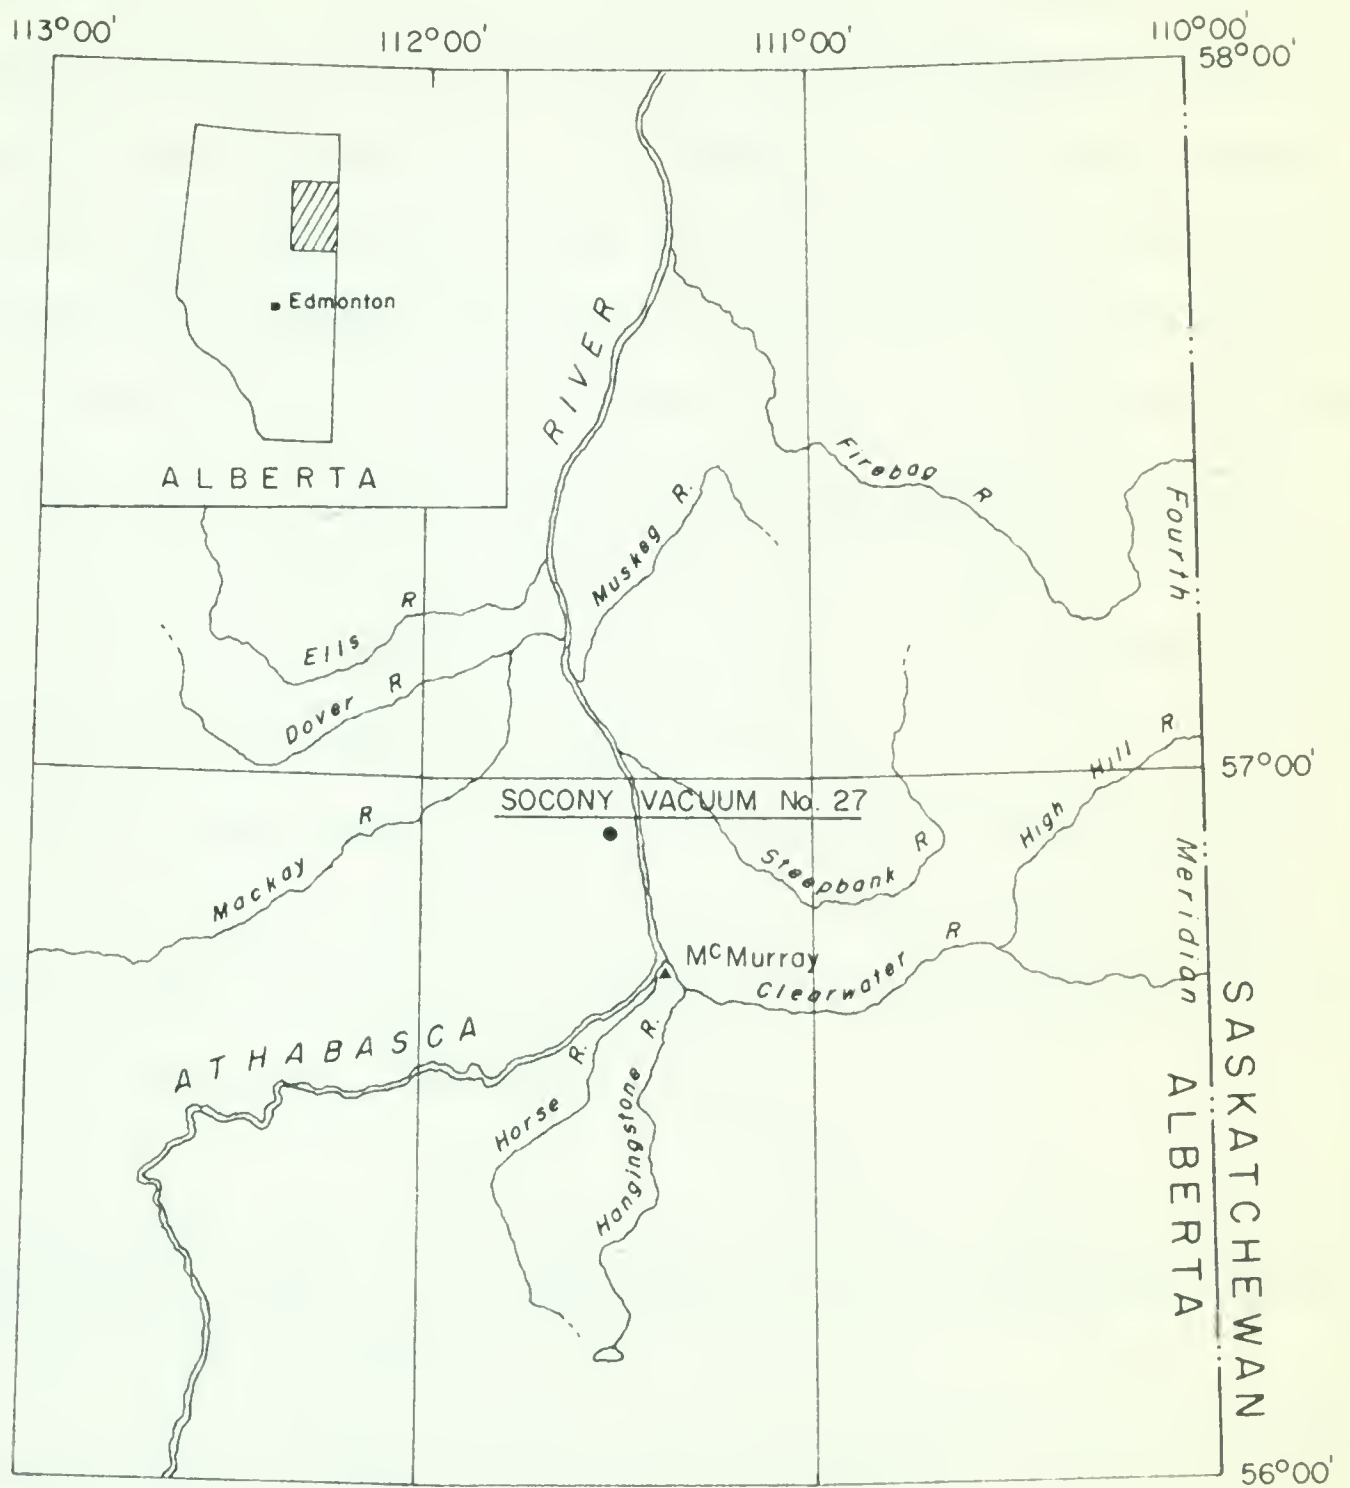 113°00'
112°00'
111°00'
110°00'
58°00'
Edmonton
ALBERTA
RIVER
Firebag R
Fourth
Muskeg R.
Ells R
Dover R
High Hill R
57°00'
SOCONY VACUUM No. 27
Mackay R
Steepbank R
Meridian
McMurray
Clearwater R
ATHABASCA
Horse R.
Hangingstone R.
ALBERTA
SASKATCHEWAN
56°00'